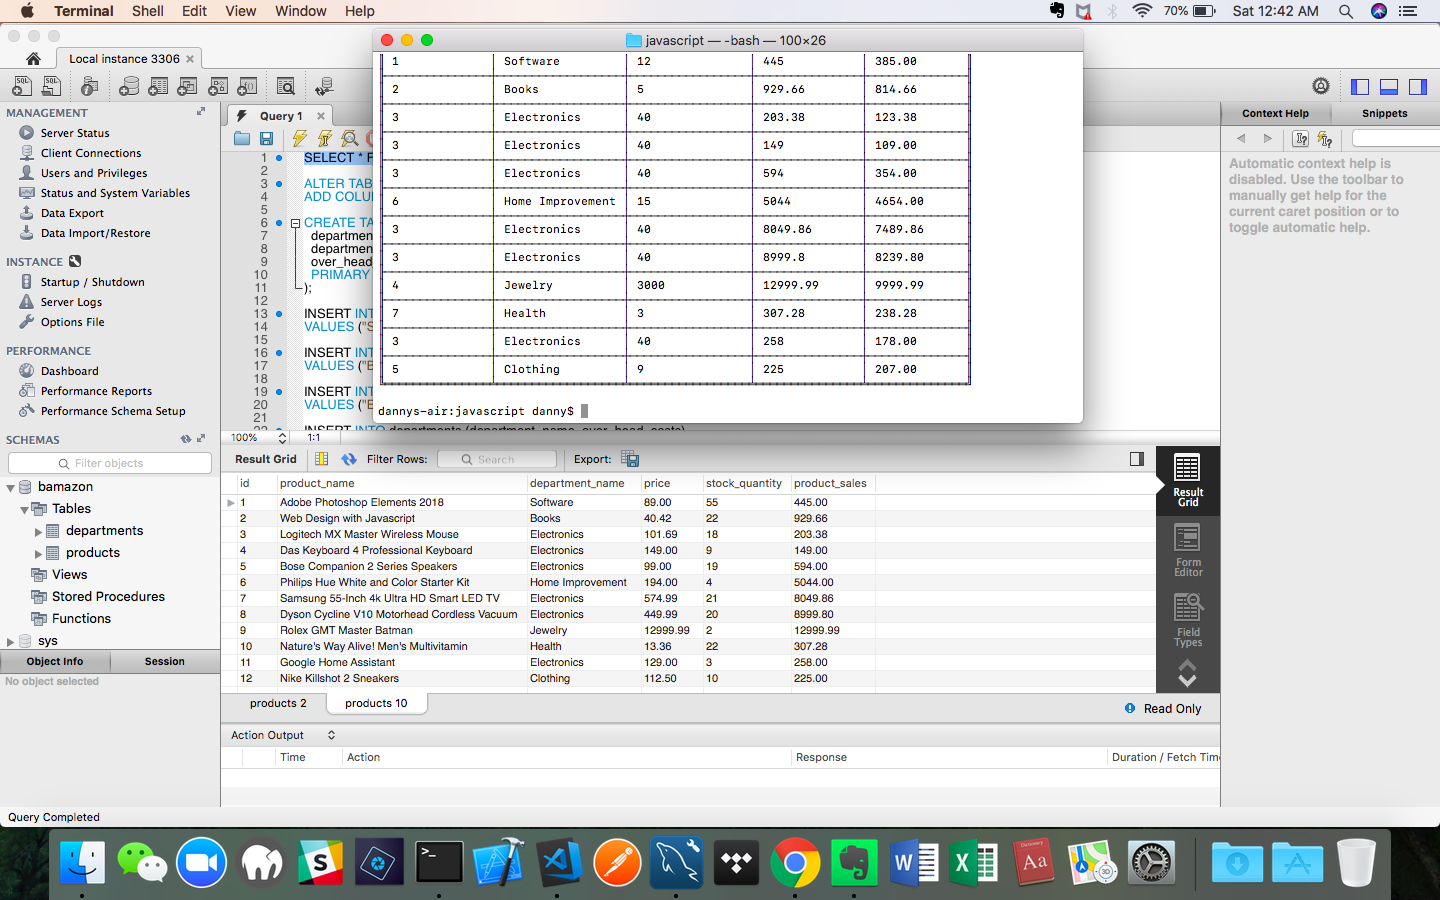 Terminal Shell Edit View Window Help 70% Sat 12:42 AM
javascript — -bash — 100×26
Local instance 3306
1 Software 12 445 385.00
2 Books 5 929.66 814.66
3 Electronics 40 203.38 123.38
3 Electronics 40 149 109.00
3 Electronics 40 594 354.00
6 Home Improvement 15 5044 4654.00
3 Electronics 40 8049.86 7489.86
3 Electronics 40 8999.8 8239.80
4 Jewelry 3000 12999.99 9999.99
7 Health 3 307.28 238.28
3 Electronics 40 258 178.00
5 Clothing 9 225 207.00
dannys-air:javascript danny$
MANAGEMENT
Server Status
Client Connections
Users and Privileges
Status and System Variables
Data Export
Data Import/Restore
INSTANCE
Startup / Shutdown
Server Logs
Options File
PERFORMANCE
Dashboard
Performance Reports
Performance Schema Setup
SCHEMAS
Filter objects
bamazon
Tables
departments
products
Views
Stored Procedures
Functions
sys
Object Info Session
No object selected
Query 1
1 SELECT * F
2
3 ALTER TAB
4 ADD COLU
5
6 CREATE TA
7 departmen
8 departmen
9 over_head
10 PRIMARY
11 );
12
13 INSERT INT
14 VALUES ("S
15
16 INSERT INT
17 VALUES ("B
18
19 INSERT INT
20 VALUES ("E
21
22 INSERT INTO departments (department_name, over_head_costs)
100% 1:1
Context Help Snippets
Automatic context help is
disabled. Use the toolbar to
manually get help for the
current caret position or to
toggle automatic help.
Result Grid Filter Rows: Search Export:
id product_name department_name price stock_quantity product_sales
1 Adobe Photoshop Elements 2018 Software 89.00 55 445.00
2 Web Design with Javascript Books 40.42 22 929.66
3 Logitech MX Master Wireless Mouse Electronics 101.69 18 203.38
4 Das Keyboard 4 Professional Keyboard Electronics 149.00 9 149.00
5 Bose Companion 2 Series Speakers Electronics 99.00 19 594.00
6 Philips Hue White and Color Starter Kit Home Improvement 194.00 4 5044.00
7 Samsung 55-Inch 4k Ultra HD Smart LED TV Electronics 574.99 21 8049.86
8 Dyson Cycline V10 Motorhead Cordless Vacuum Electronics 449.99 20 8999.80
9 Rolex GMT Master Batman Jewelry 12999.99 2 12999.99
10 Nature's Way Alive! Men's Multivitamin Health 13.36 22 307.28
11 Google Home Assistant Electronics 129.00 3 258.00
12 Nike Killshot 2 Sneakers Clothing 112.50 10 225.00
Result
Grid
Form
Editor
Field
Types
products 2 products 10
Read Only
Action Output
Time Action Response Duration / Fetch Time
Query Completed